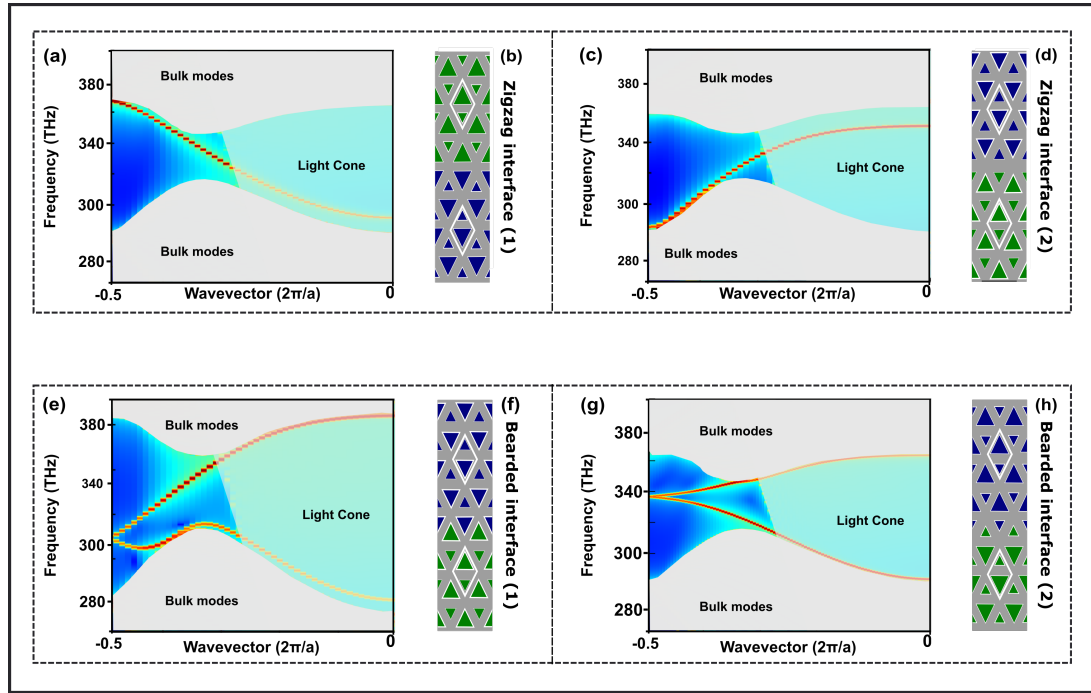 (a)
380
340
300
280
Frequency (THz)
Bulk modes
Light Cone
Bulk modes
-0.5
Wavevector (2π/a)
0
(b)
Zigzag interface (1)
(c)
380
340
300
280
Frequency (THz)
Bulk modes
Light Cone
Bulk modes
-0.5
Wavevector (2π/a)
0
(d)
Zigzag interface (2)
(e)
380
340
300
280
Frequency (THz)
Bulk modes
Light Cone
Bulk modes
-0.5
Wavevector (2π/a)
0
(f)
Bearded interface (1)
(g)
380
340
300
280
Frequency (THz)
Bulk modes
Light Cone
Bulk modes
-0.5
Wavevector (2π/a)
0
(h)
Bearded interface (2)